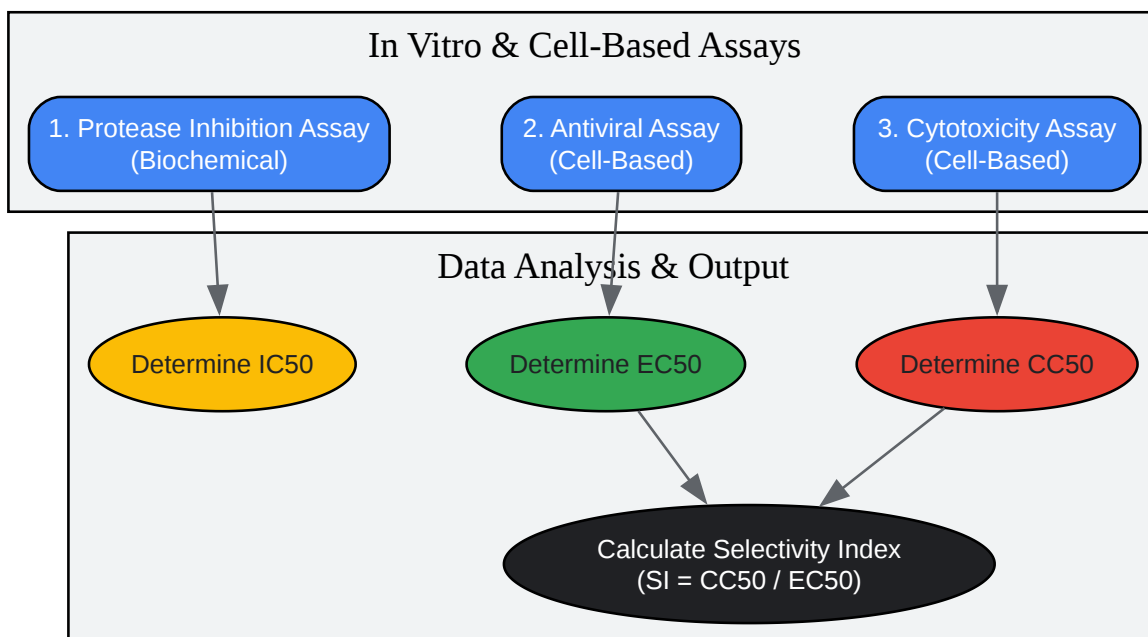 In Vitro & Cell-Based Assays
1. Protease Inhibition Assay
(Biochemical)
2. Antiviral Assay
(Cell-Based)
3. Cytotoxicity Assay
(Cell-Based)
Data Analysis & Output
Determine IC50
Determine EC50
Determine CC50
Calculate Selectivity Index
(SI = CC50 / EC50)